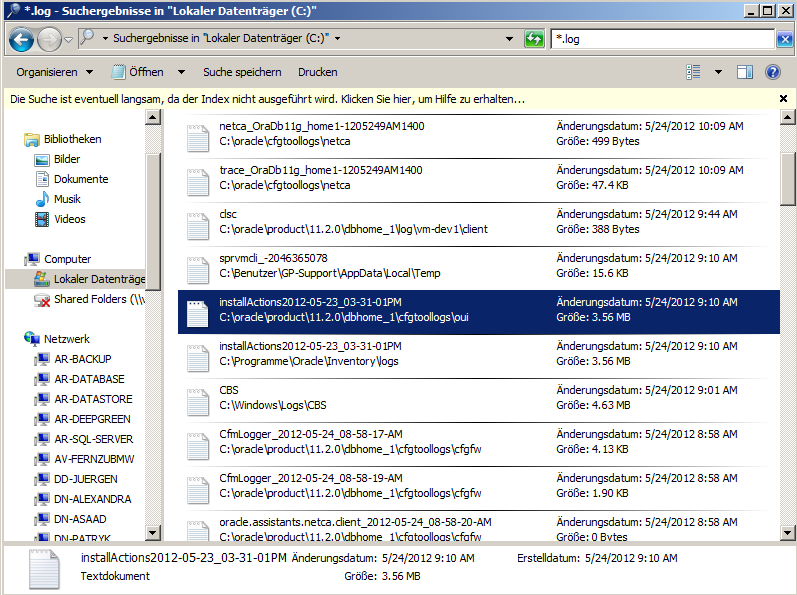 *.log - Suchergebnisse in "Lokaler Datenträger (C:)"
Suchergebnisse in "Lokaler Datenträger (C:)"
*.log
Organisieren Öffnen Suche speichern Drucken
Die Suche ist eventuell langsam, da der Index nicht ausgeführt wird. Klicken Sie hier, um Hilfe zu erhalten...
Bibliotheken
Bilder
Dokumente
Musik
Videos
Computer
Lokaler Datenträge
Shared Folders (\\v
Netzwerk
AR-BACKUP
AR-DATABASE
AR-DATASTORE
AR-DEEPGREEN
AR-SQL-SERVER
AV-FERNZUBMW
DD-JUERGEN
DN-ALEXANDRA
DN-ASAAD
DN-PATRYK
netca_OraDb11g_home1-1205249AM1400 Änderungsdatum: 5/24/2012 10:09 AM
C:\oracle\cfgtoollogs\netca Größe: 499 Bytes
trace_OraDb11g_home1-1205249AM1400 Änderungsdatum: 5/24/2012 10:09 AM
C:\oracle\cfgtoollogs\netca Größe: 47.4 KB
clsc Änderungsdatum: 5/24/2012 9:44 AM
C:\oracle\product\11.2.0\dbhome_1\log\vm-dev1\client Größe: 388 Bytes
sprvmcli_-2046365078 Änderungsdatum: 5/24/2012 9:10 AM
C:\Benutzer\GP-Support\AppData\Local\Temp Größe: 15.6 KB
installActions2012-05-23_03-31-01PM Änderungsdatum: 5/24/2012 9:10 AM
C:\oracle\product\11.2.0\dbhome_1\cfgtoollogs\oui Größe: 3.56 MB
installActions2012-05-23_03-31-01PM Änderungsdatum: 5/24/2012 9:10 AM
C:\Programme\Oracle\Inventory\logs Größe: 3.56 MB
CBS Änderungsdatum: 5/24/2012 9:01 AM
C:\Windows\Logs\CBS Größe: 4.63 MB
CfmLogger_2012-05-24_08-58-17-AM Änderungsdatum: 5/24/2012 8:58 AM
C:\oracle\product\11.2.0\dbhome_1\cfgtoollogs\cfgfw Größe: 4.13 KB
CfmLogger_2012-05-24_08-58-19-AM Änderungsdatum: 5/24/2012 8:58 AM
C:\oracle\product\11.2.0\dbhome_1\cfgtoollogs\cfgfw Größe: 1.90 KB
oracle.assistants.netca.client_2012-05-24_08-58-20-AM Änderungsdatum: 5/24/2012 8:58 AM
C:\oracle\product\11.2.0\dbhome_1\cfgtoollogs\cfgfw Größe: 0 Bytes
installActions2012-05-23_03-31-01PM Änderungsdatum: 5/24/2012 9:10 AM Erstelldatum: 5/24/2012 9:10 AM
Textdokument Größe: 3.56 MB